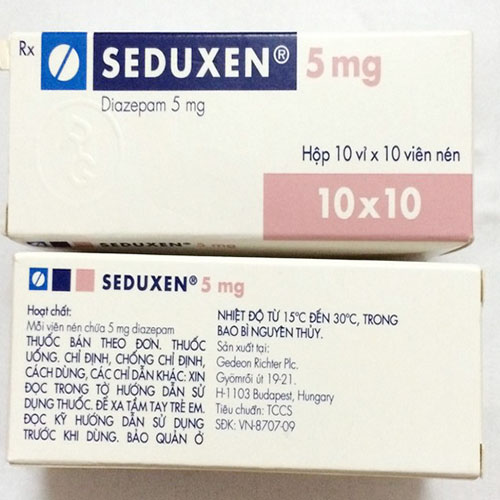 Rx
SEDUXEN® 5 mg
Diazepam 5 mg
Hộp 10 vỉ x 10 viên nén
10x10
SEDUXEN® 5 mg
Hoạt chất:
Mỗi viên nén chứa 5 mg diazepam
THUỐC BÁN THEO ĐƠN. THUỐC
UỐNG. CHỈ ĐỊNH, CHỐNG CHỈ ĐỊNH,
CÁCH DÙNG, CÁC CHỈ DẪN KHÁC: XIN
ĐỌC TRONG TỜ HƯỚNG DẪN SỬ
DỤNG THUỐC. ĐỂ XA TẦM TAY TRẺ EM.
ĐỌC KỸ HƯỚNG DẪN SỬ DỤNG
TRƯỚC KHI DÙNG. BẢO QUẢN Ở
NHIỆT ĐỘ TỪ 15°C ĐẾN 30°C, TRONG
BAO BÌ NGUYÊN THỦY.
Sản xuất tại:
Gedeon Richter Plc.
Gyömrői út 19-21.
H-1103 Budapest, Hungary
Tiêu chuẩn: TCCS
SĐK: VN-8707-09